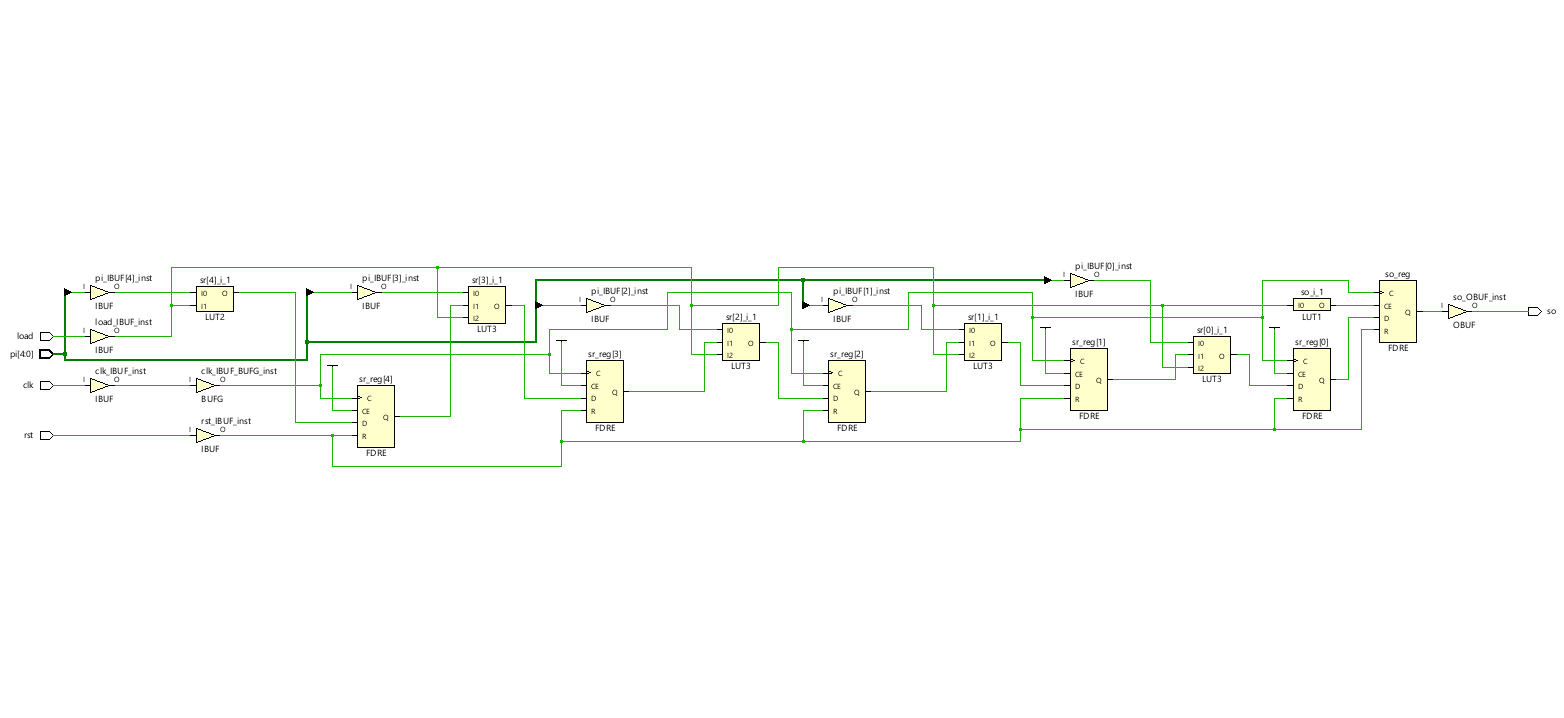 load
pi[4:0]
clk
rst
pi_IBUF[4]_inst
I
O
IBUF
load_IBUF_inst
I
O
IBUF
clk_IBUF_inst
I
O
IBUF
sr[4]_i_1
I0
O
I1
LUT2
clk_IBUF_BUFG_inst
I
O
BUFG
rst_IBUF_inst
I
O
IBUF
pi_IBUF[3]_inst
I
O
IBUF
sr_reg[4]
C
CE
Q
D
R
FDRE
sr[3]_i_1
I0
I1
O
I2
LUT3
pi_IBUF[2]_inst
I
O
IBUF
sr_reg[3]
C
CE
Q
D
R
FDRE
sr[2]_i_1
I0
I1
O
I2
LUT3
pi_IBUF[1]_inst
I
O
IBUF
sr_reg[2]
C
CE
Q
D
R
FDRE
sr[1]_i_1
I0
I1
O
I2
LUT3
pi_IBUF[0]_inst
I
O
IBUF
sr_reg[1]
C
CE
Q
D
R
FDRE
sr[0]_i_1
I0
I1
O
I2
LUT3
so_i_1
I0
O
LUT1
sr_reg[0]
C
CE
Q
D
R
FDRE
so_reg
C
CE
Q
D
R
FDRE
so_OBUF_inst
I
O
OBUF
so